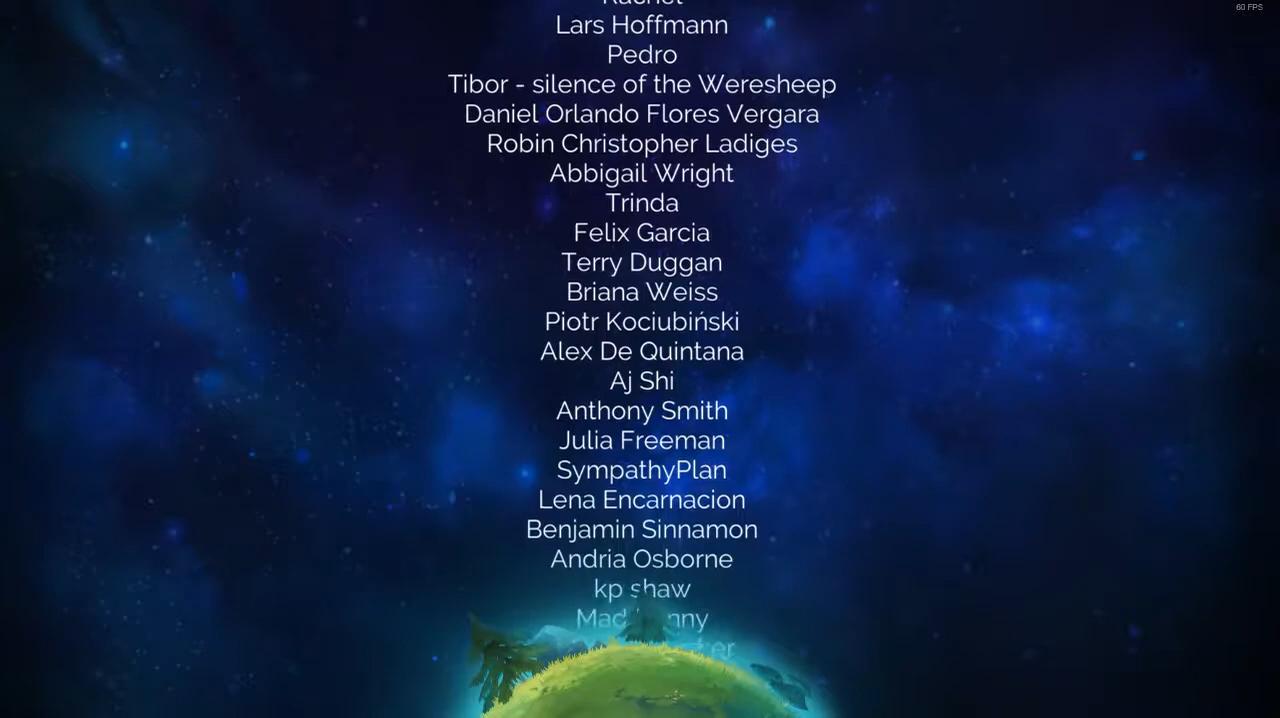 60 FPS
Rachel
Lars Hoffmann
Pedro
Tibor - silence of the Weresheep
Daniel Orlando Flores Vergara
Robin Christopher Ladiges
Abbigail Wright
Trinda
Felix Garcia
Terry Duggan
Briana Weiss
Piotr Kociubiński
Alex De Quintana
Aj Shi
Anthony Smith
Julia Freeman
SympathyPlan
Lena Encarnacion
Benjamin Sinnamon
Andria Osborne
kp shaw